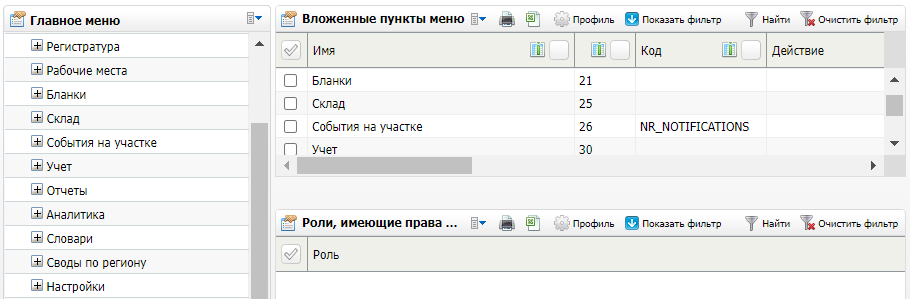 Главное меню
Регистратура
Рабочие места
Бланки
Склад
События на участке
Учет
Отчеты
Аналитика
Словари
Своды по региону
Настройки
Вложенные пункты меню Профиль Показать фильтр Найти Очистить фильтр
Имя Код Действие
Бланки 21
Склад 25
События на участке 26 NR_NOTIFICATIONS
Учет 30
Роли, имеющие права ... Профиль Показать фильтр Найти Очистить фильтр
Роль